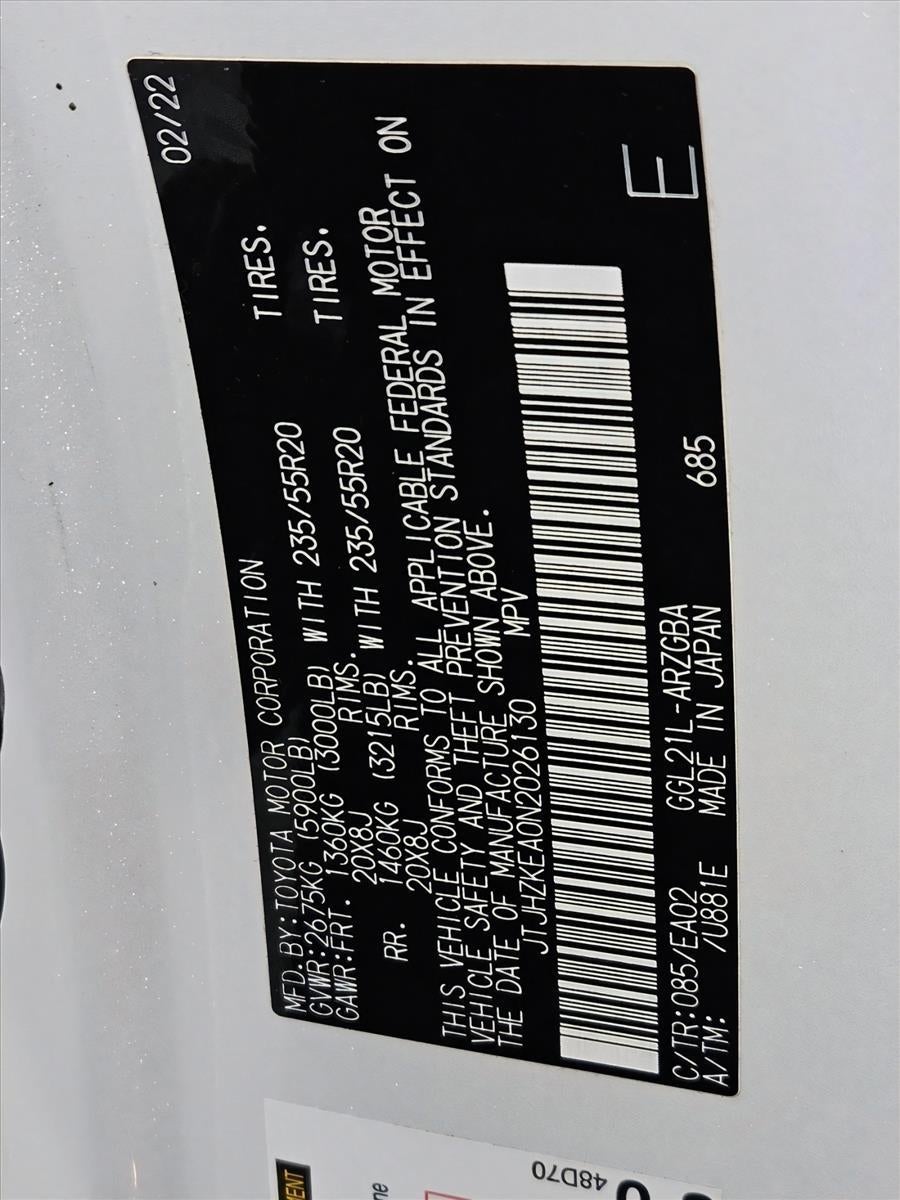 MFD.BY:TOYOTA MOTOR CORPORATION 02/22
GVWR:2675KG (5900LB)
GAWR:FRT. 1360KG (3000LB) WITH 235/55R20 TIRES.
20X8J RIMS.
RR. 1460KG (3215LB) WITH 235/55R20 TIRES.
20X8J RIMS.
THIS VEHICLE CONFORMS TO ALL APPLICABLE FEDERAL MOTOR
VEHICLE SAFETY AND THEFT PREVENTION STANDARDS IN EFFECT ON
THE DATE OF MANUFACTURE SHOWN ABOVE.
JTJHZKEA0N2026130 MPV
C/TR:085/EA02 GGL21L-ARZGBA
A/TM: /U881E MADE IN JAPAN 685
E
48D70